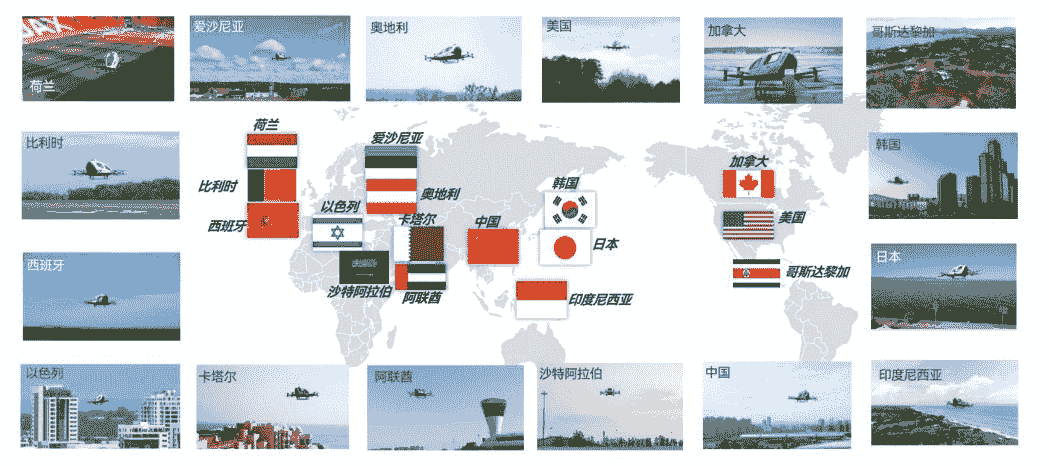 荷兰
爱沙尼亚
奥地利
美国
加拿大
哥斯达黎加
比利时
荷兰
爱沙尼亚
加拿大
韩国
比利时
奥地利
韩国
西班牙
以色列
卡塔尔
中国
日本
美国
西班牙
沙特阿拉伯
阿联酋
印度尼西亚
哥斯达黎加
日本
以色列
卡塔尔
阿联酋
沙特阿拉伯
中国
印度尼西亚